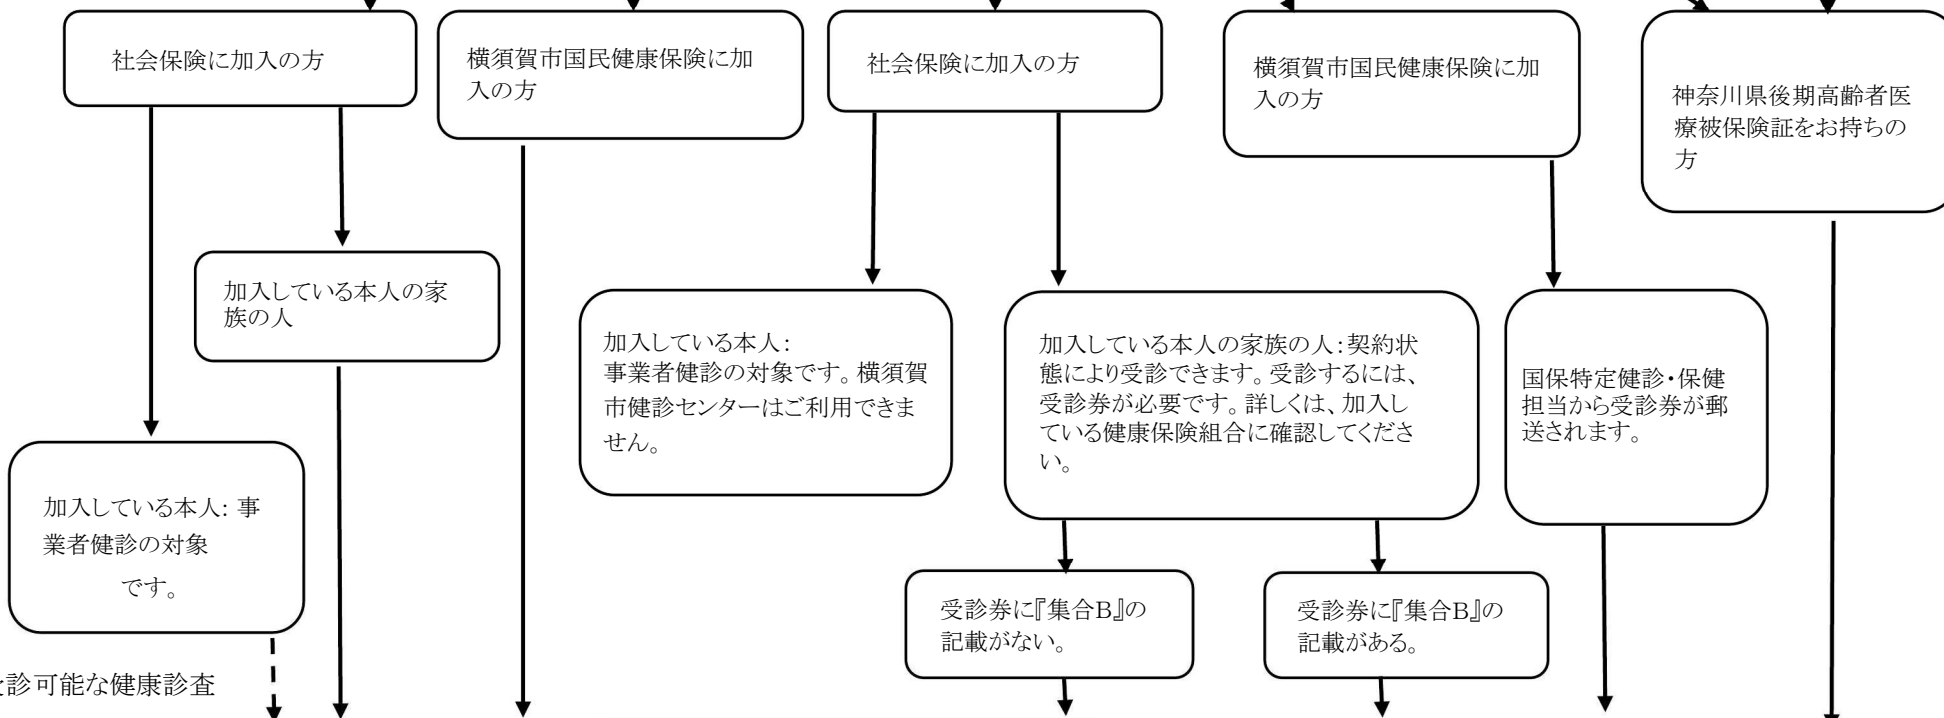 社会保険に加入の方
横須賀市国民健康保険に加
入の方
社会保険に加入の方
横須賀市国民健康保険に加
入の方
神奈川県後期高齢者医
療被保険証をお持ちの
方
加入している本人の家
族の人
加入している本人：
事業者健診の対象です。横須賀
市健診センターはご利用できま
せん。
加入している本人の家族の人：契約状
態により受診できます。受診するには、
受診券が必要です。詳しくは、加入し
ている健康保険組合に確認してくださ
い。
国保特定健診・保健
担当から受診券が郵
送されます。
加入している本人：事
業者健診の対象
です。
受診券に『集合B』の
記載がない。
受診券に『集合B』の
記載がある。
診可能な健康診査